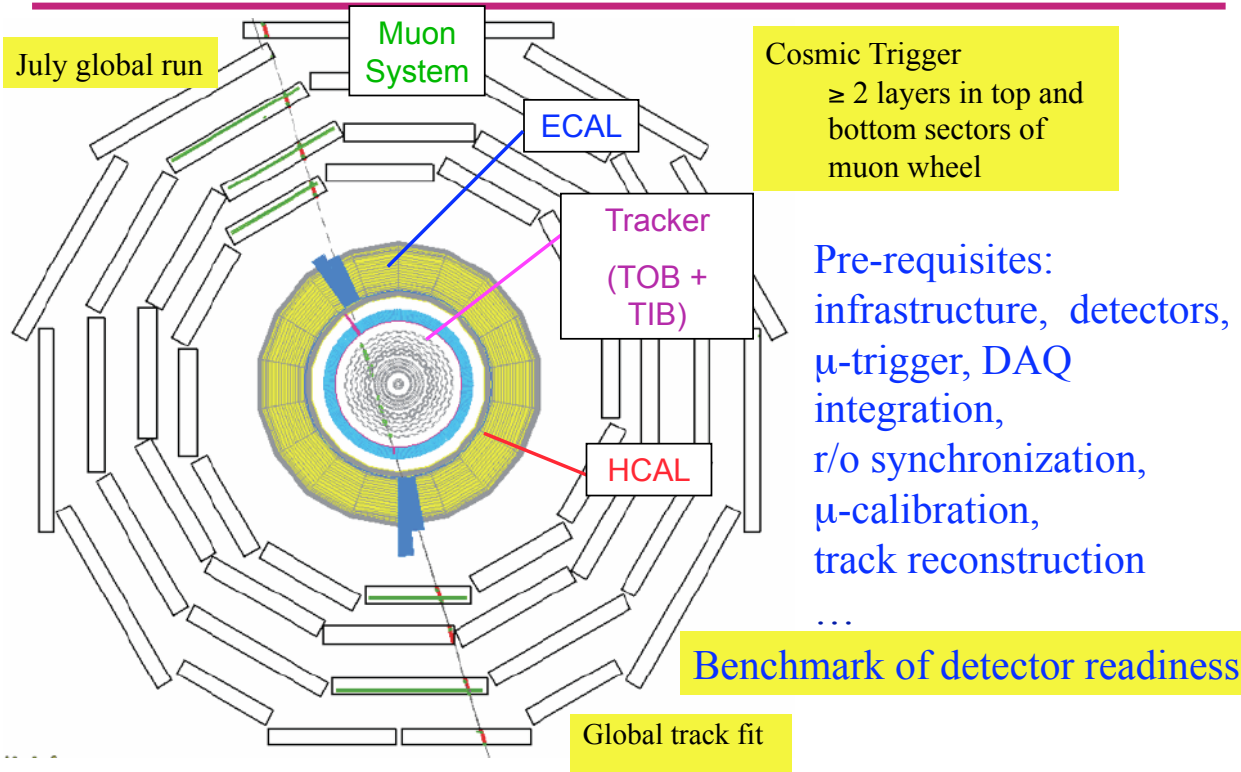 July global run
Muon
System
ECAL
Tracker
(TOB +
TIB)
HCAL
Cosmic Trigger
≥ 2 layers in top and
bottom sectors of
muon wheel
Pre-requisites:
infrastructure, detectors,
μ-trigger, DAQ
integration,
r/o synchronization,
μ-calibration,
track reconstruction
…
Benchmark of detector readiness
Global track fit